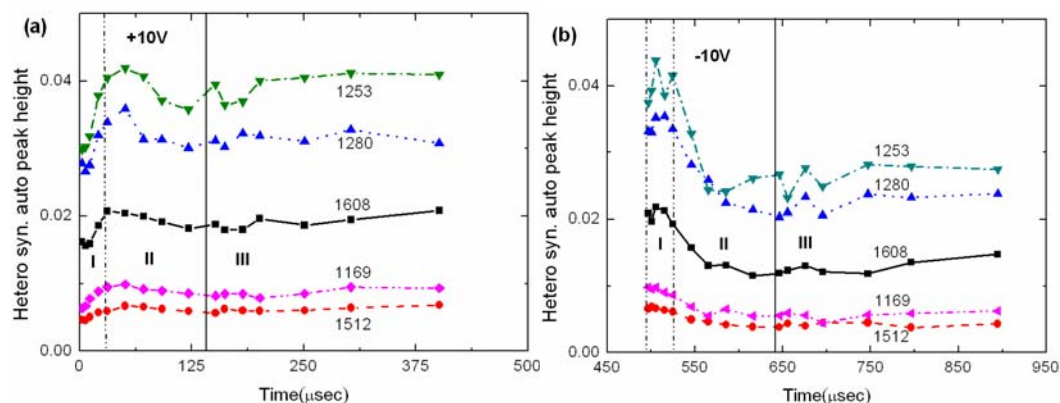 (a)
+10V
Hetero syn. auto peak height
0.04
0.02
0.00
1253
1280
1608
I
II
III
1169
1512
0
125
250
375
500
Time(μsec)
(b)
-10V
Hetero syn. auto peak height
0.04
0.02
0.00
1253
1280
1608
I
II
III
1169
1512
450
550
650
750
850
950
Time(μsec)